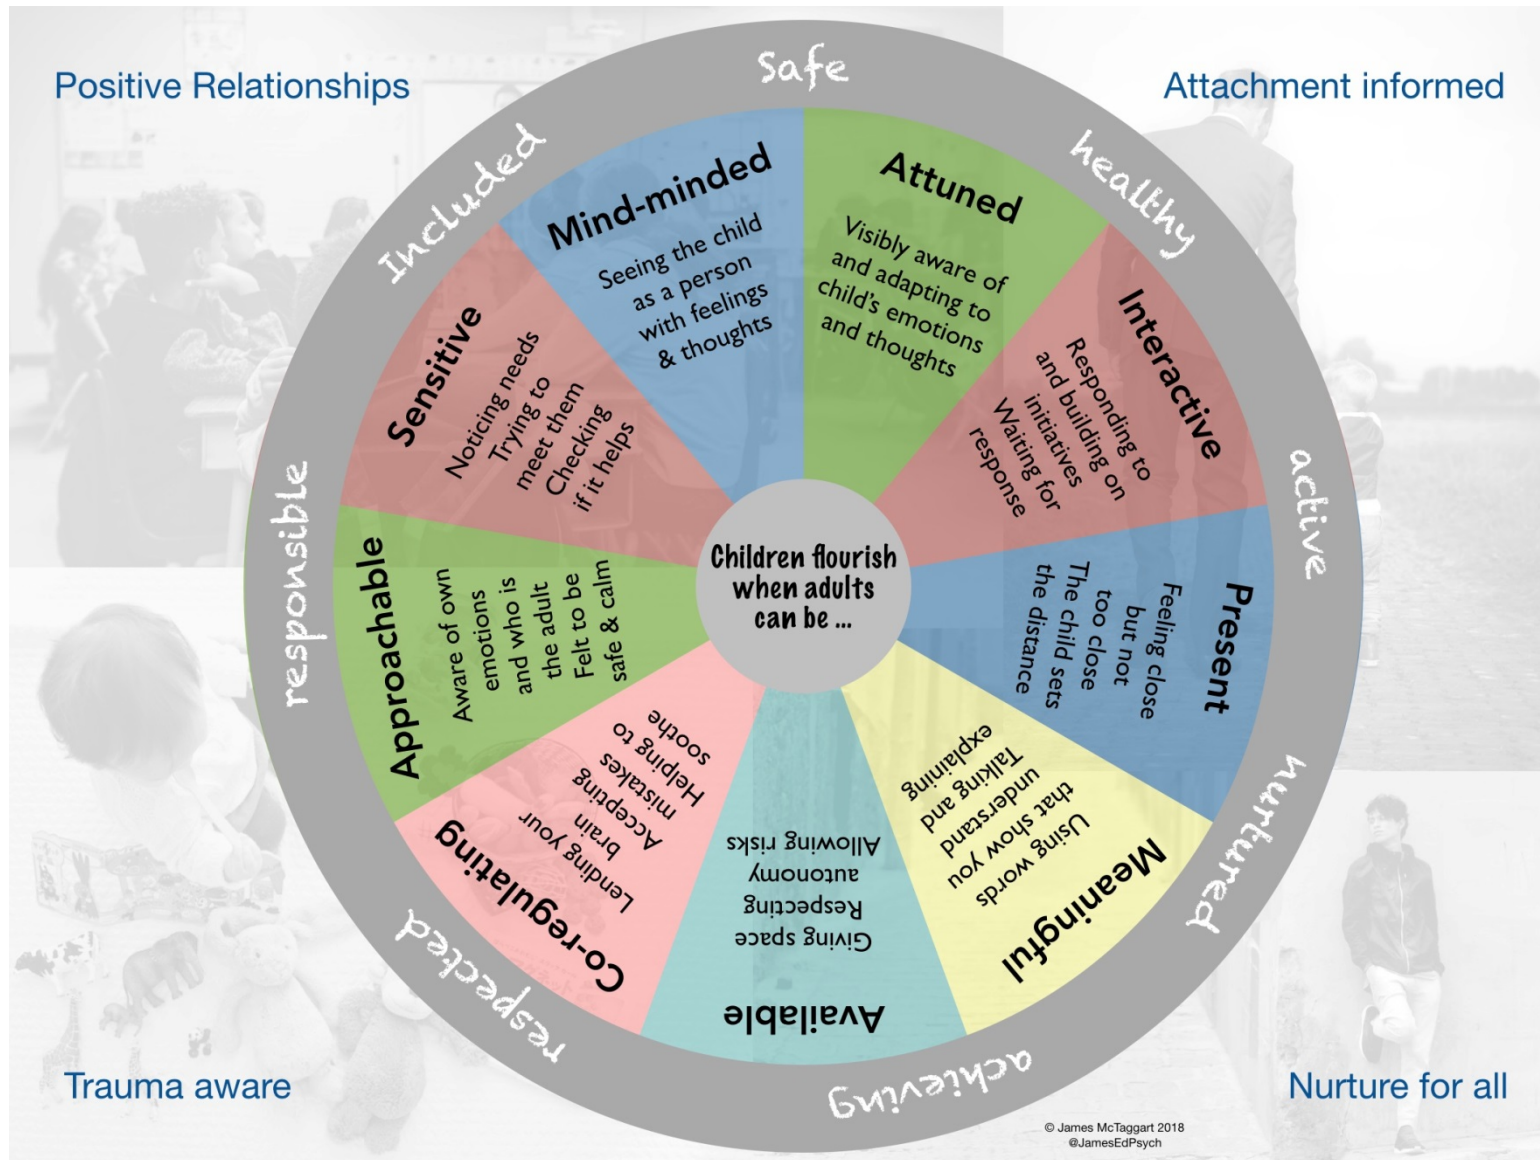 Positive Relationships
Attachment informed
Safe
healthy
active
nurtured
achieving
respected
responsible
Included
Children flourish
when adults
can be ...
Attuned
Visibly aware of
and adapting to
child's emotions
and thoughts
Interactive
Responding to
and building on
initiatives
Waiting for
response
Present
Feeling close
but not
too close
The child sets
the distance
Meaningful
Using words
that show you
understand
Talking and
explaining
Available
Giving space
Respecting
autonomy
Allowing risks
Co-regulating
Lending your
brain
Accepting
mistakes
Helping to
soothe
Approachable
Aware of own
emotions
and who is
the adult
Felt to be
safe & calm
Sensitive
Noticing needs
Trying to
meet them
Checking
if it helps
Mind-minded
Seeing the child
as a person
with feelings
& thoughts
Trauma aware
Nurture for all
© James McTaggart 2018
@JamesEdPsych